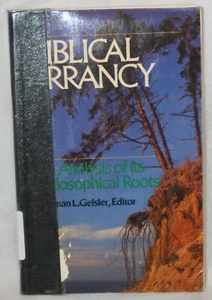 IBLICAL
RRANCY
Analysis of Its
losophical Roots
man L. Geisler, Editor